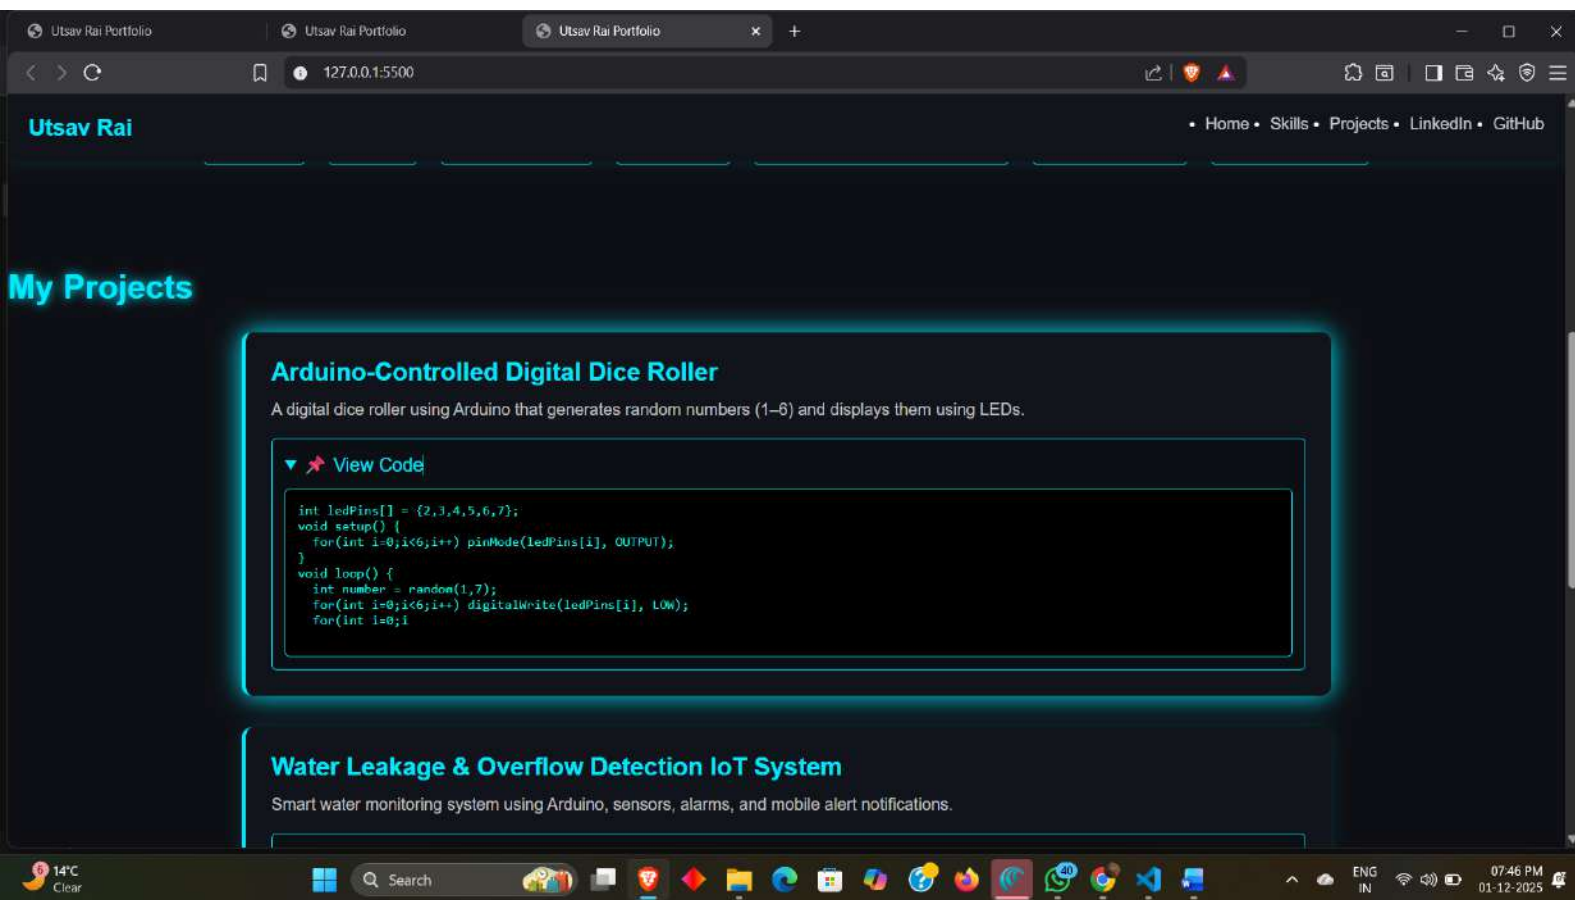 Utsav Rai Portfolio Utsav Rai Portfolio Utsav Rai Portfolio
127.0.0.1:5500
Utsav Rai • Home • Skills • Projects • LinkedIn • GitHub
My Projects
Arduino-Controlled Digital Dice Roller
A digital dice roller using Arduino that generates random numbers (1–6) and displays them using LEDs.
▼ 📌 View Code
int ledPins[] = {2,3,4,5,6,7};
void setup() {
  for(int i=0;i<6;i++) pinMode(ledPins[i], OUTPUT);
}
void loop() {
  int number = random(1,7);
  for(int i=0;i<6;i++) digitalWrite(ledPins[i], LOW);
  for(int i=0;i
Water Leakage & Overflow Detection IoT System
Smart water monitoring system using Arduino, sensors, alarms, and mobile alert notifications.
6 14°C
Clear
Search
40
ENG
IN
07:46 PM
01-12-2025